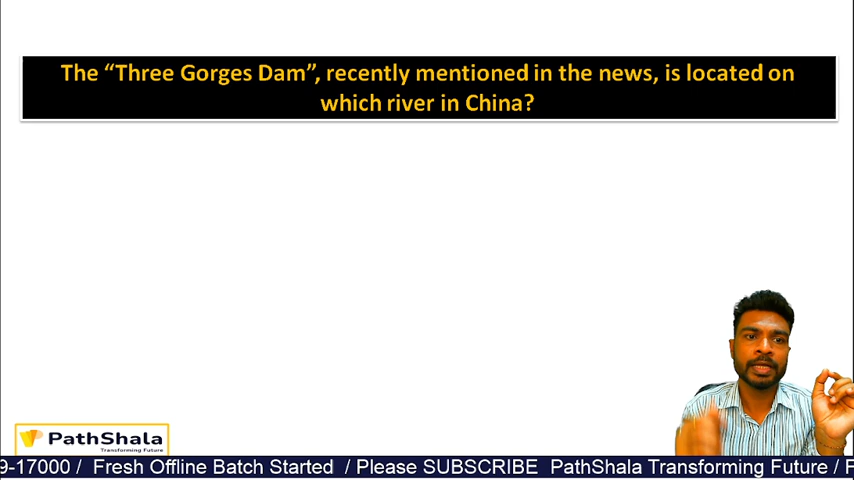 The “Three Gorges Dam”, recently mentioned in the news, is located on
which river in China?
PathShala
Transforming Future
9-17000 / Fresh Offline Batch Started / Please SUBSCRIBE PathShala Transforming Future / F